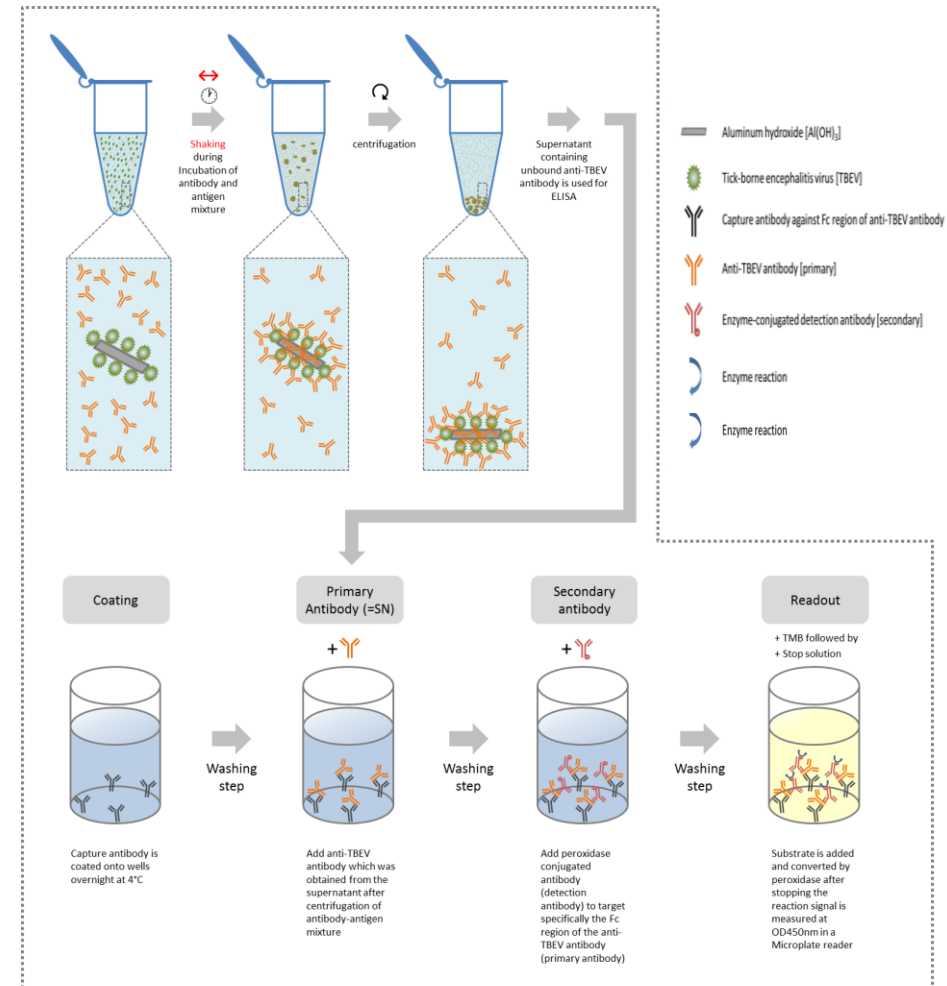 Shaking
during
Incubation of
antibody and
antigen
mixture
centrifugation
Supernatant
containing
unbound anti-TBEV
antibody is used for
ELISA
Aluminum hydroxide [Al(OH)₃]
Tick-borne encephalitis virus [TBEV]
Capture antibody against Fc region of anti-TBEV antibody
Anti-TBEV antibody [primary]
Enzyme-conjugated detection antibody [secondary]
Enzyme reaction
Enzyme reaction
Coating
Primary
Antibody (=SN)
+
Secondary
antibody
+
Readout
+ TMB followed by
+ Stop solution
Washing
step
Washing
step
Washing
step
Capture antibody is
coated onto wells
overnight at 4°C
Add anti-TBEV
antibody which was
obtained from the
supernatant after
centrifugation of
antibody-antigen
mixture
Add peroxidase
conjugated
antibody
(detection
antibody) to target
specifically the Fc
region of the anti-
TBEV antibody
(primary antibody)
Substrate is added
and converted by
peroxidase after
stopping the
reaction signal is
measured at
OD450nm in a
Microplate reader